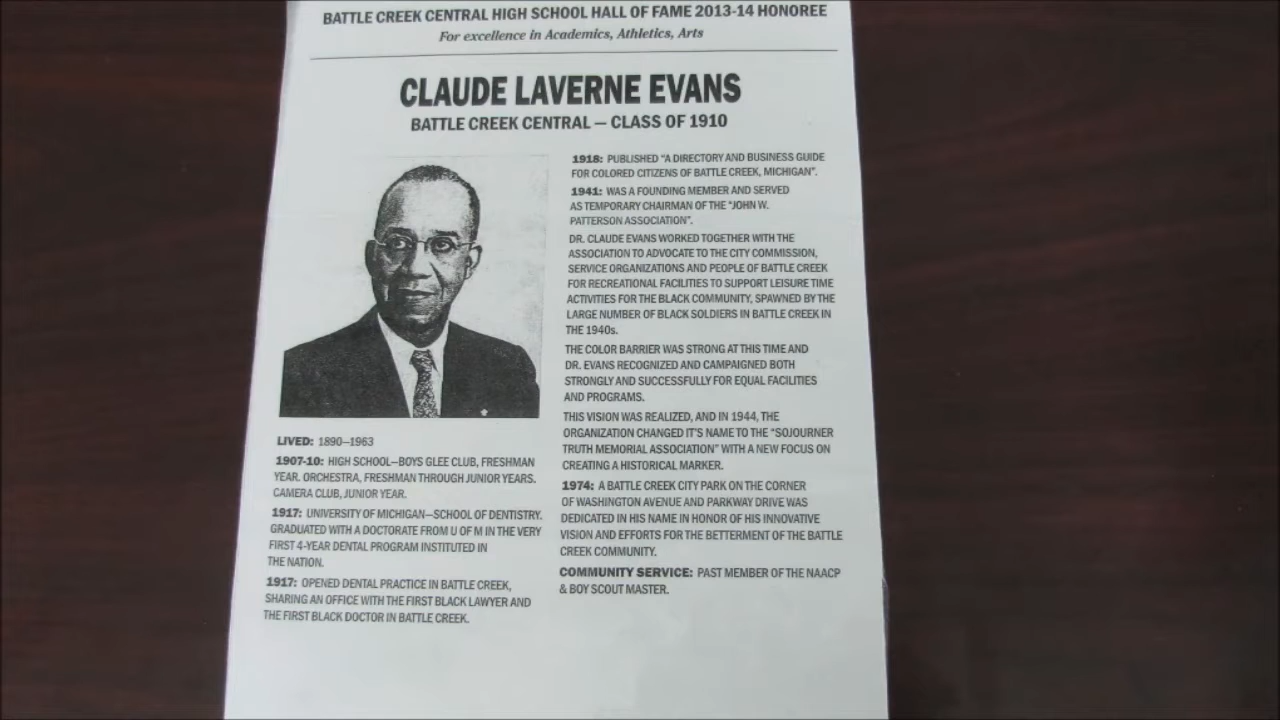 BATTLE CREEK CENTRAL HIGH SCHOOL HALL OF FAME 2013-14 HONOREE
For excellence in Academics, Athletics, Arts
CLAUDE LAVERNE EVANS
BATTLE CREEK CENTRAL — CLASS OF 1910
LIVED: 1890–1963
1907-10: HIGH SCHOOL—BOYS GLEE CLUB, FRESHMAN
YEAR. ORCHESTRA, FRESHMAN THROUGH JUNIOR YEARS.
CAMERA CLUB, JUNIOR YEAR.
1917: UNIVERSITY OF MICHIGAN—SCHOOL OF DENTISTRY.
GRADUATED WITH A DOCTORATE FROM U OF M IN THE VERY
FIRST 4-YEAR DENTAL PROGRAM INSTITUTED IN
THE NATION.
1917: OPENED DENTAL PRACTICE IN BATTLE CREEK,
SHARING AN OFFICE WITH THE FIRST BLACK LAWYER AND
THE FIRST BLACK DOCTOR IN BATTLE CREEK.
1918: PUBLISHED "A DIRECTORY AND BUSINESS GUIDE
FOR COLORED CITIZENS OF BATTLE CREEK, MICHIGAN".
1941: WAS A FOUNDING MEMBER AND SERVED
AS TEMPORARY CHAIRMAN OF THE "JOHN W.
PATTERSON ASSOCIATION".
DR. CLAUDE EVANS WORKED TOGETHER WITH THE
ASSOCIATION TO ADVOCATE TO THE CITY COMMISSION,
SERVICE ORGANIZATIONS AND PEOPLE OF BATTLE CREEK
FOR RECREATIONAL FACILITIES TO SUPPORT LEISURE TIME
ACTIVITIES FOR THE BLACK COMMUNITY, SPAWNED BY THE
LARGE NUMBER OF BLACK SOLDIERS IN BATTLE CREEK IN
THE 1940s.
THE COLOR BARRIER WAS STRONG AT THIS TIME AND
DR. EVANS RECOGNIZED AND CAMPAIGNED BOTH
STRONGLY AND SUCCESSFULLY FOR EQUAL FACILITIES
AND PROGRAMS.
THIS VISION WAS REALIZED, AND IN 1944, THE
ORGANIZATION CHANGED IT'S NAME TO THE "SOJOURNER
TRUTH MEMORIAL ASSOCIATION" WITH A NEW FOCUS ON
CREATING A HISTORICAL MARKER.
1974: A BATTLE CREEK CITY PARK ON THE CORNER
OF WASHINGTON AVENUE AND PARKWAY DRIVE WAS
DEDICATED IN HIS NAME IN HONOR OF HIS INNOVATIVE
VISION AND EFFORTS FOR THE BETTERMENT OF THE BATTLE
CREEK COMMUNITY.
COMMUNITY SERVICE: PAST MEMBER OF THE NAACP
& BOY SCOUT MASTER.